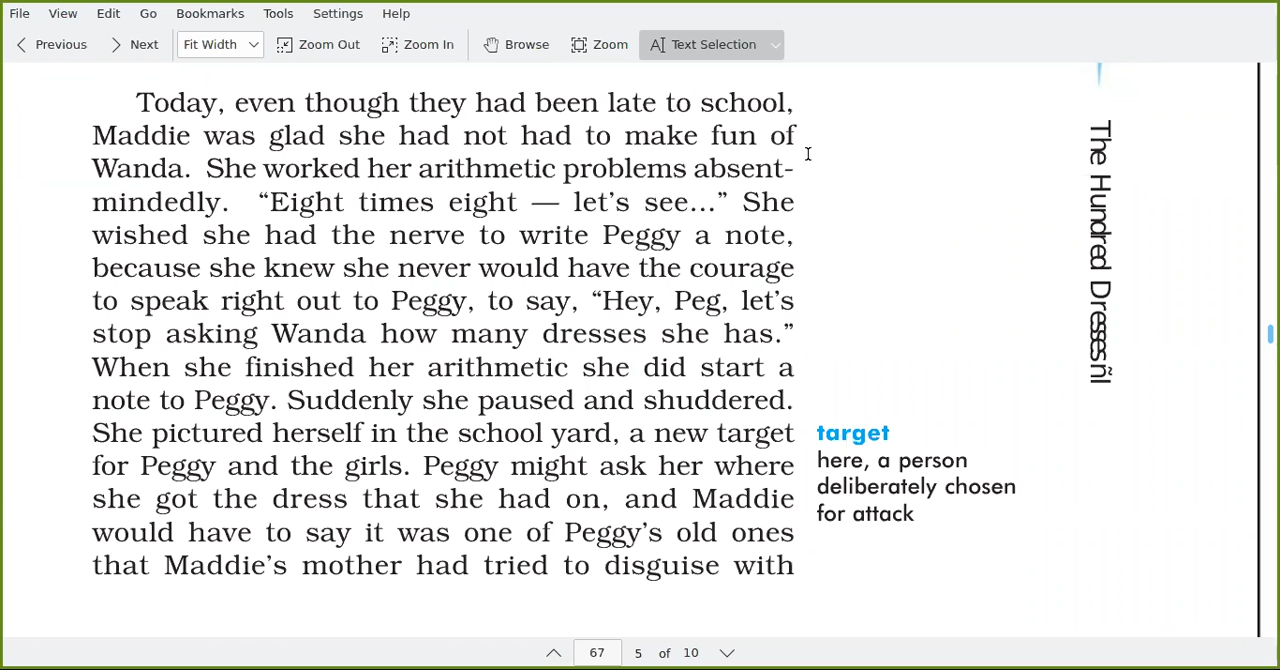 File View Edit Go Bookmarks Tools Settings Help
Previous Next Fit Width Zoom Out Zoom In Browse Zoom Text Selection
Today, even though they had been late to school,
Maddie was glad she had not had to make fun of
Wanda. She worked her arithmetic problems absent-
mindedly. “Eight times eight — let’s see...” She
wished she had the nerve to write Peggy a note,
because she knew she never would have the courage
to speak right out to Peggy, to say, “Hey, Peg, let’s
stop asking Wanda how many dresses she has.”
When she finished her arithmetic she did start a
note to Peggy. Suddenly she paused and shuddered.
She pictured herself in the school yard, a new target
for Peggy and the girls. Peggy might ask her where
she got the dress that she had on, and Maddie
would have to say it was one of Peggy’s old ones
that Maddie’s mother had tried to disguise with
target
here, a person
deliberately chosen
for attack
The Hundred Dresses ñI
67 5 of 10